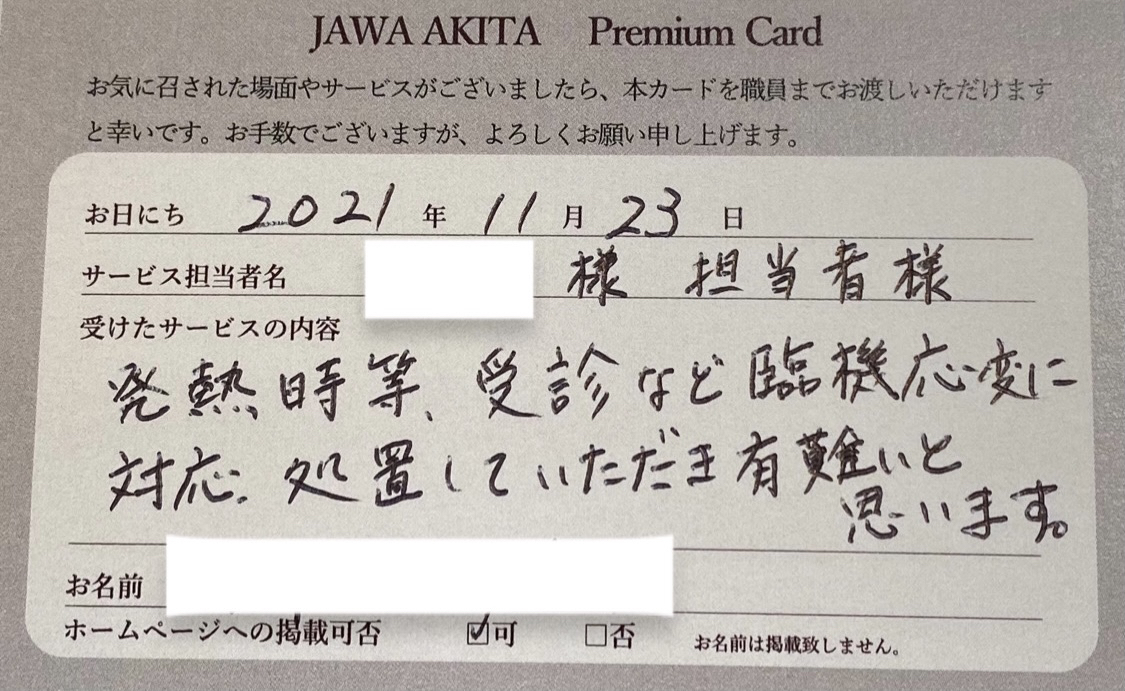 JAWA AKITA Premium Card
お気に召された場面やサービスがございましたら、本カードを職員までお渡しいただけます
と幸いです。お手数でございますが、よろしくお願い申し上げます。
お日にち 2021 年 11 月 23 日
サービス担当者名 様 担当者様
受けたサービスの内容
発熱時等、受診など臨機応変に
対応、処置していただき有難いと
思います。
お名前
ホームページへの掲載可否 ☑可 □否 お名前は掲載致しません。